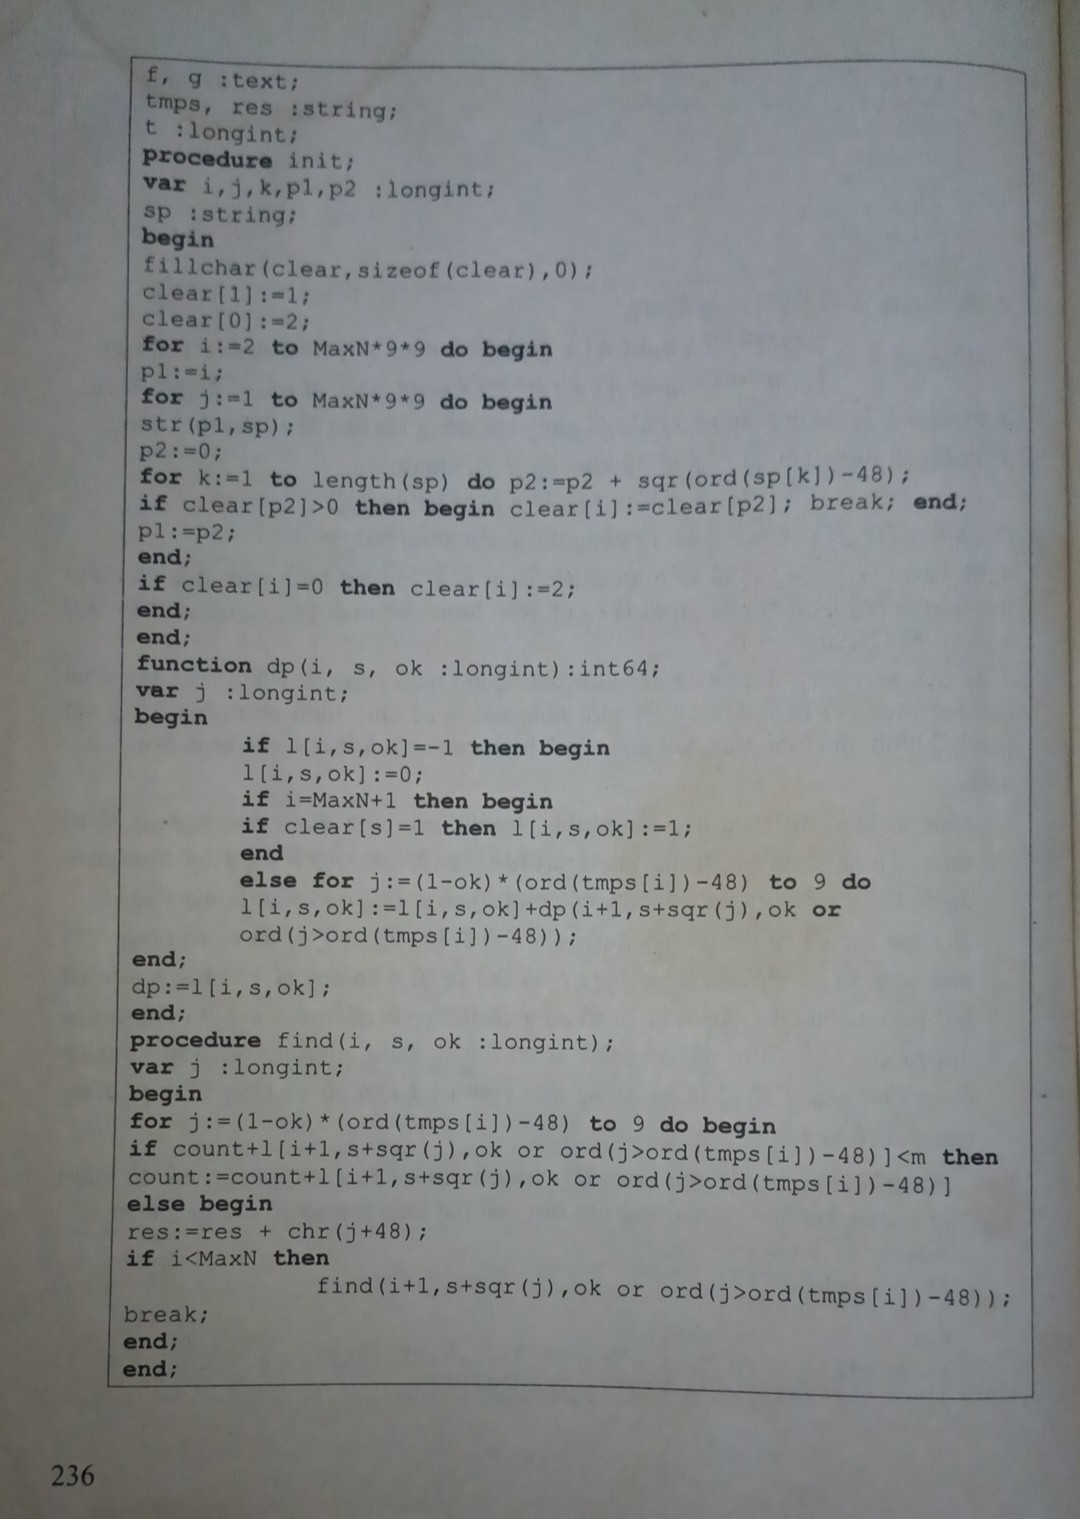 f, g :text;
tmps, res :string;
t :longint;
procedure init;
var i,j,k,p1,p2 :longint;
sp :string;
begin
fillchar(clear,sizeof(clear),0);
clear[1]:=1;
clear[0]:=2;
for i:=2 to MaxN*9*9 do begin
p1:=i;
for j:=1 to MaxN*9*9 do begin
str(p1,sp);
p2:=0;
for k:=1 to length(sp) do p2:=p2 + sqr(ord(sp[k])-48);
if clear[p2]>0 then begin clear[i]:=clear[p2]; break; end;
p1:=p2;
end;
if clear[i]=0 then clear[i]:=2;
end;
end;
function dp(i, s, ok :longint):int64;
var j :longint;
begin
if l[i,s,ok]=-1 then begin
l[i,s,ok]:=0;
if i=MaxN+1 then begin
if clear[s]=1 then l[i,s,ok]:=1;
end
else for j:=(1-ok)*(ord(tmps[i])-48) to 9 do
l[i,s,ok]:=l[i,s,ok]+dp(i+1,s+sqr(j),ok or
ord(j>ord(tmps[i])-48));
end;
dp:=l[i,s,ok];
end;
procedure find(i, s, ok :longint);
var j :longint;
begin
for j:=(1-ok)*(ord(tmps[i])-48) to 9 do begin
if count+l[i+1,s+sqr(j),ok or ord(j>ord(tmps[i])-48)]<m then
count:=count+l[i+1,s+sqr(j),ok or ord(j>ord(tmps[i])-48)]
else begin
res:=res + chr(j+48);
if i<MaxN then
find(i+1,s+sqr(j),ok or ord(j>ord(tmps[i])-48));
break;
end;
end;
236